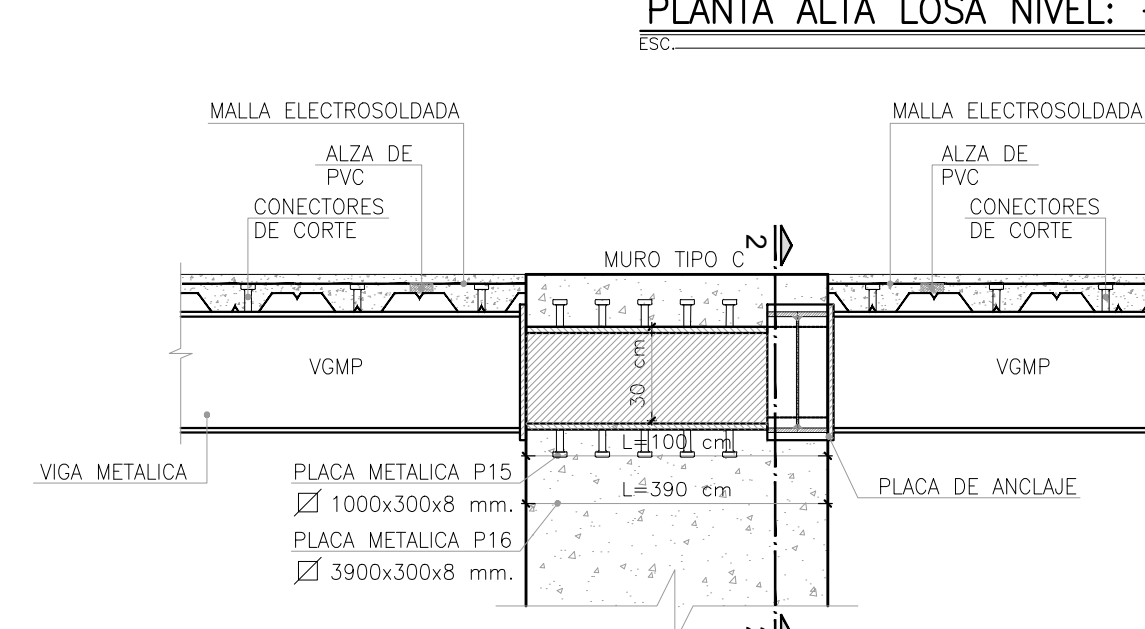 PLANTA ALTA LOSA NIVEL:
ESC.
MALLA ELECTROSOLDADA
MALLA ELECTROSOLDADA
ALZA DE
PVC
ALZA DE
PVC
CONECTORES
DE CORTE
CONECTORES
DE CORTE
2
MURO TIPO C
VGMP
30 cm
VGMP
L=100 cm
VIGA METALICA
PLACA METALICA P15
1000x300x8 mm.
L=390 cm
PLACA DE ANCLAJE
PLACA METALICA P16
3900x300x8 mm.